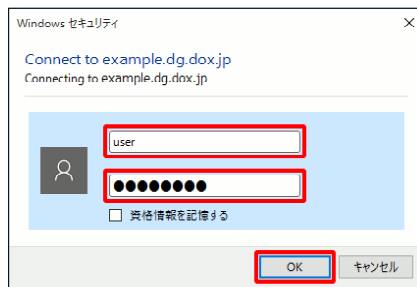 Windows セキュリティ
Connect to example.dg.dox.jp
Connecting to example.dg.dox.jp
user
●●●●●●●●
資格情報を記憶する
OK
キャンセル